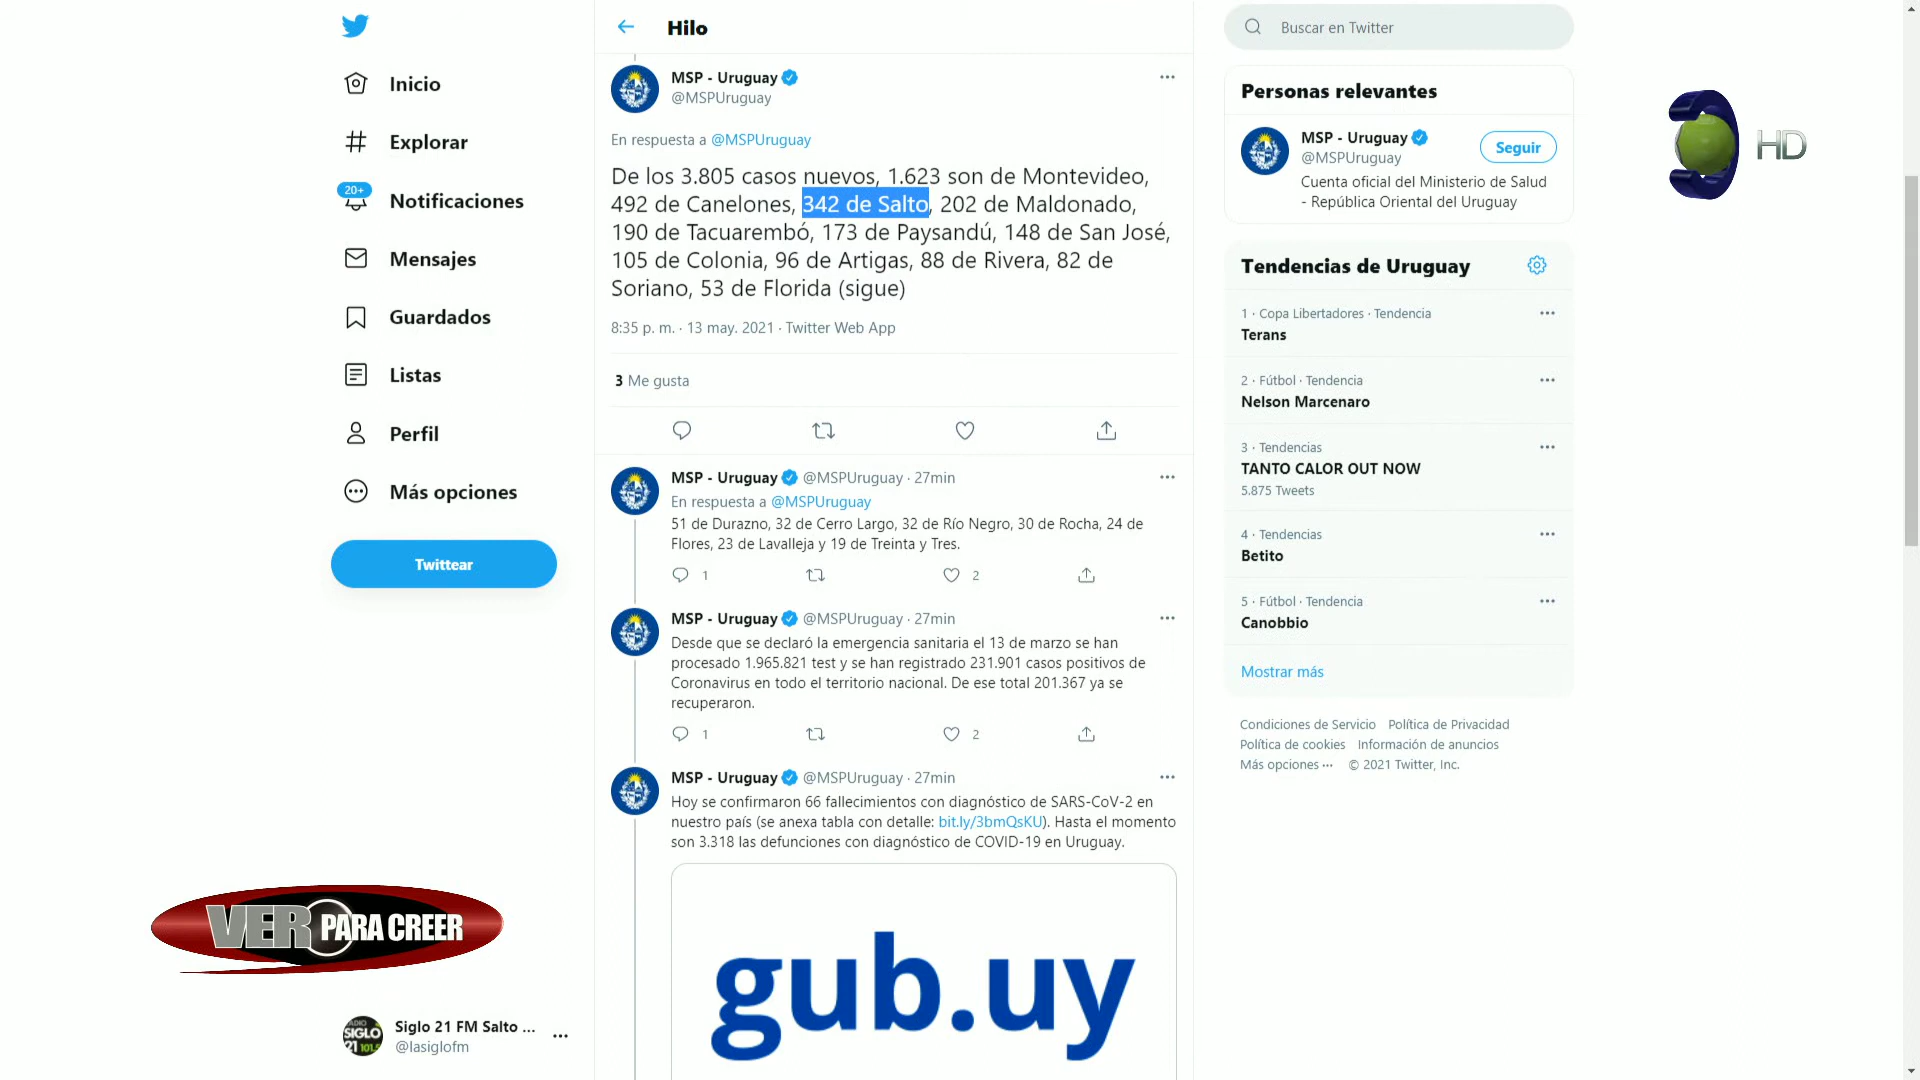 Inicio
Explorar
20+
Notificaciones
Mensajes
Guardados
Listas
Perfil
Más opciones
Twittear
VER PARA CREER
RADIO
SIGLO
21 101.5
Siglo 21 FM Salto ...
@lasiglofm
Hilo
MSP - Uruguay
@MSPUruguay
En respuesta a @MSPUruguay
De los 3.805 casos nuevos, 1.623 son de Montevideo,
492 de Canelones, 342 de Salto, 202 de Maldonado,
190 de Tacuarembó, 173 de Paysandú, 148 de San José,
105 de Colonia, 96 de Artigas, 88 de Rivera, 82 de
Soriano, 53 de Florida (sigue)
8:35 p. m. · 13 may. 2021 · Twitter Web App
3 Me gusta
MSP - Uruguay @MSPUruguay · 27min
En respuesta a @MSPUruguay
51 de Durazno, 32 de Cerro Largo, 32 de Río Negro, 30 de Rocha, 24 de
Flores, 23 de Lavalleja y 19 de Treinta y Tres.
1 2
MSP - Uruguay @MSPUruguay · 27min
Desde que se declaró la emergencia sanitaria el 13 de marzo se han
procesado 1.965.821 test y se han registrado 231.901 casos positivos de
Coronavirus en todo el territorio nacional. De ese total 201.367 ya se
recuperaron.
1 2
MSP - Uruguay @MSPUruguay · 27min
Hoy se confirmaron 66 fallecimientos con diagnóstico de SARS-CoV-2 en
nuestro país (se anexa tabla con detalle: bit.ly/3bmQsKU). Hasta el momento
son 3.318 las defunciones con diagnóstico de COVID-19 en Uruguay.
gub.uy
Buscar en Twitter
Personas relevantes
MSP - Uruguay
@MSPUruguay
Seguir
Cuenta oficial del Ministerio de Salud
- República Oriental del Uruguay
Tendencias de Uruguay
1 · Copa Libertadores · Tendencia
Terans
2 · Fútbol · Tendencia
Nelson Marcenaro
3 · Tendencias
TANTO CALOR OUT NOW
5.875 Tweets
4 · Tendencias
Betito
5 · Fútbol · Tendencia
Canobbio
Mostrar más
Condiciones de Servicio Política de Privacidad
Política de cookies Información de anuncios
Más opciones ··· © 2021 Twitter, Inc.
HD